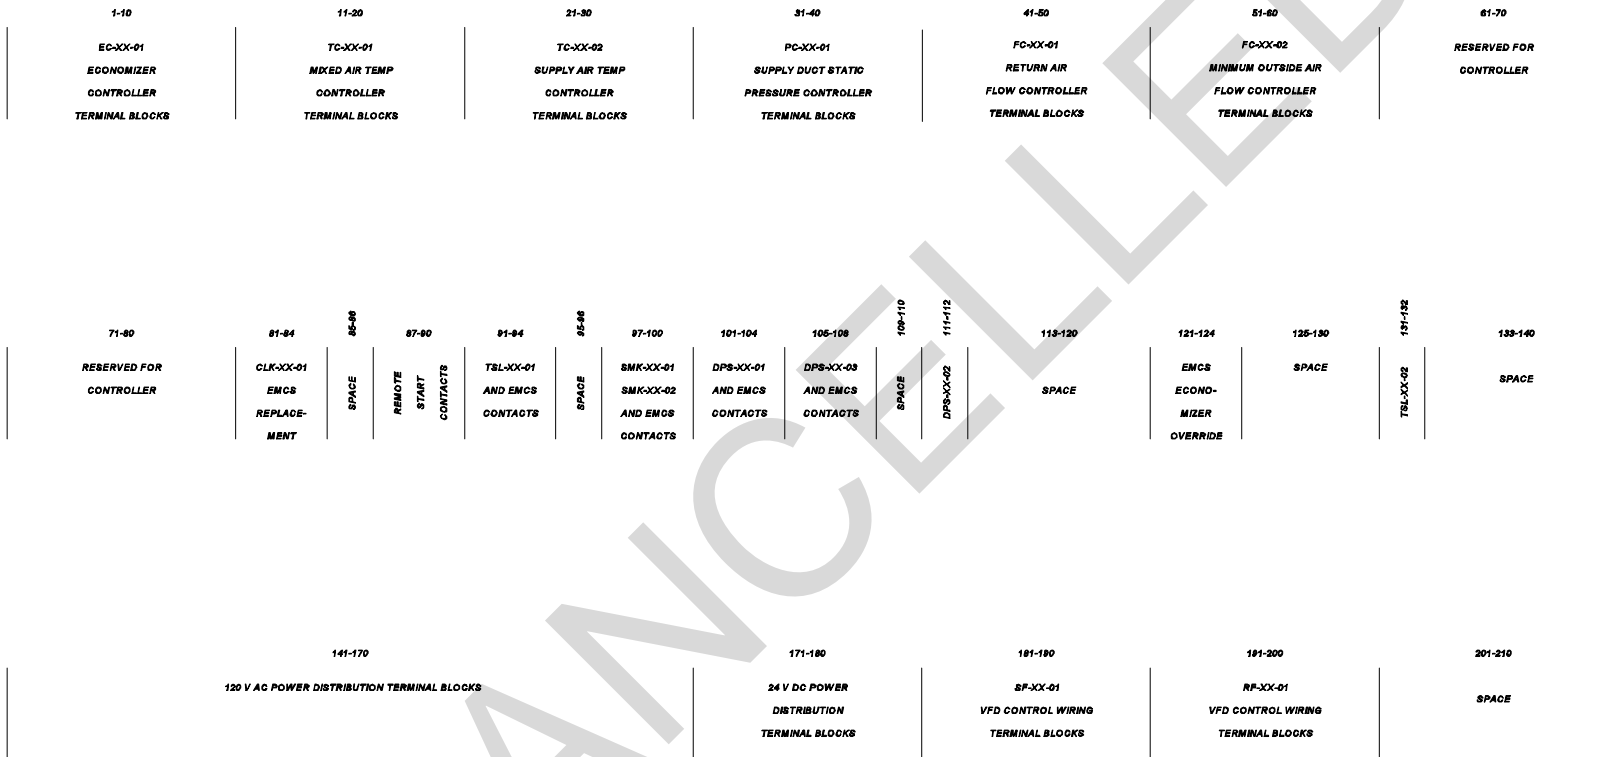 1-10
EC-XX-01
ECONOMIZER
CONTROLLER
TERMINAL BLOCKS
11-20
TC-XX-01
MIXED AIR TEMP
CONTROLLER
TERMINAL BLOCKS
21-30
TC-XX-02
SUPPLY AIR TEMP
CONTROLLER
TERMINAL BLOCKS
31-40
PC-XX-01
SUPPLY DUCT STATIC
PRESSURE CONTROLLER
TERMINAL BLOCKS
41-50
FC-XX-01
RETURN AIR
FLOW CONTROLLER
TERMINAL BLOCKS
51-60
FC-XX-02
MINIMUM OUTSIDE AIR
FLOW CONTROLLER
TERMINAL BLOCKS
61-70
RESERVED FOR
CONTROLLER
71-80
RESERVED FOR
CONTROLLER
81-84
CLK-XX-01
EMCS
REPLACE-
MENT
85-86
SPACE
87-90
REMOTE
START
CONTACTS
91-94
TSL-XX-01
AND EMCS
CONTACTS
95-96
SPACE
97-100
SMK-XX-01
SMK-XX-02
AND EMCS
CONTACTS
101-104
DPS-XX-01
AND EMCS
CONTACTS
105-108
DPS-XX-03
AND EMCS
CONTACTS
109-110
SPACE
111-112
DPS-XX-02
113-120
SPACE
121-124
EMCS
ECONO-
MIZER
OVERRIDE
125-130
SPACE
131-132
TSL-XX-02
133-140
SPACE
141-170
120 V AC POWER DISTRIBUTION TERMINAL BLOCKS
171-180
24 V DC POWER
DISTRIBUTION
TERMINAL BLOCKS
181-190
SF-XX-01
VFD CONTROL WIRING
TERMINAL BLOCKS
191-200
RF-XX-01
VFD CONTROL WIRING
TERMINAL BLOCKS
201-210
SPACE
ANCELLED